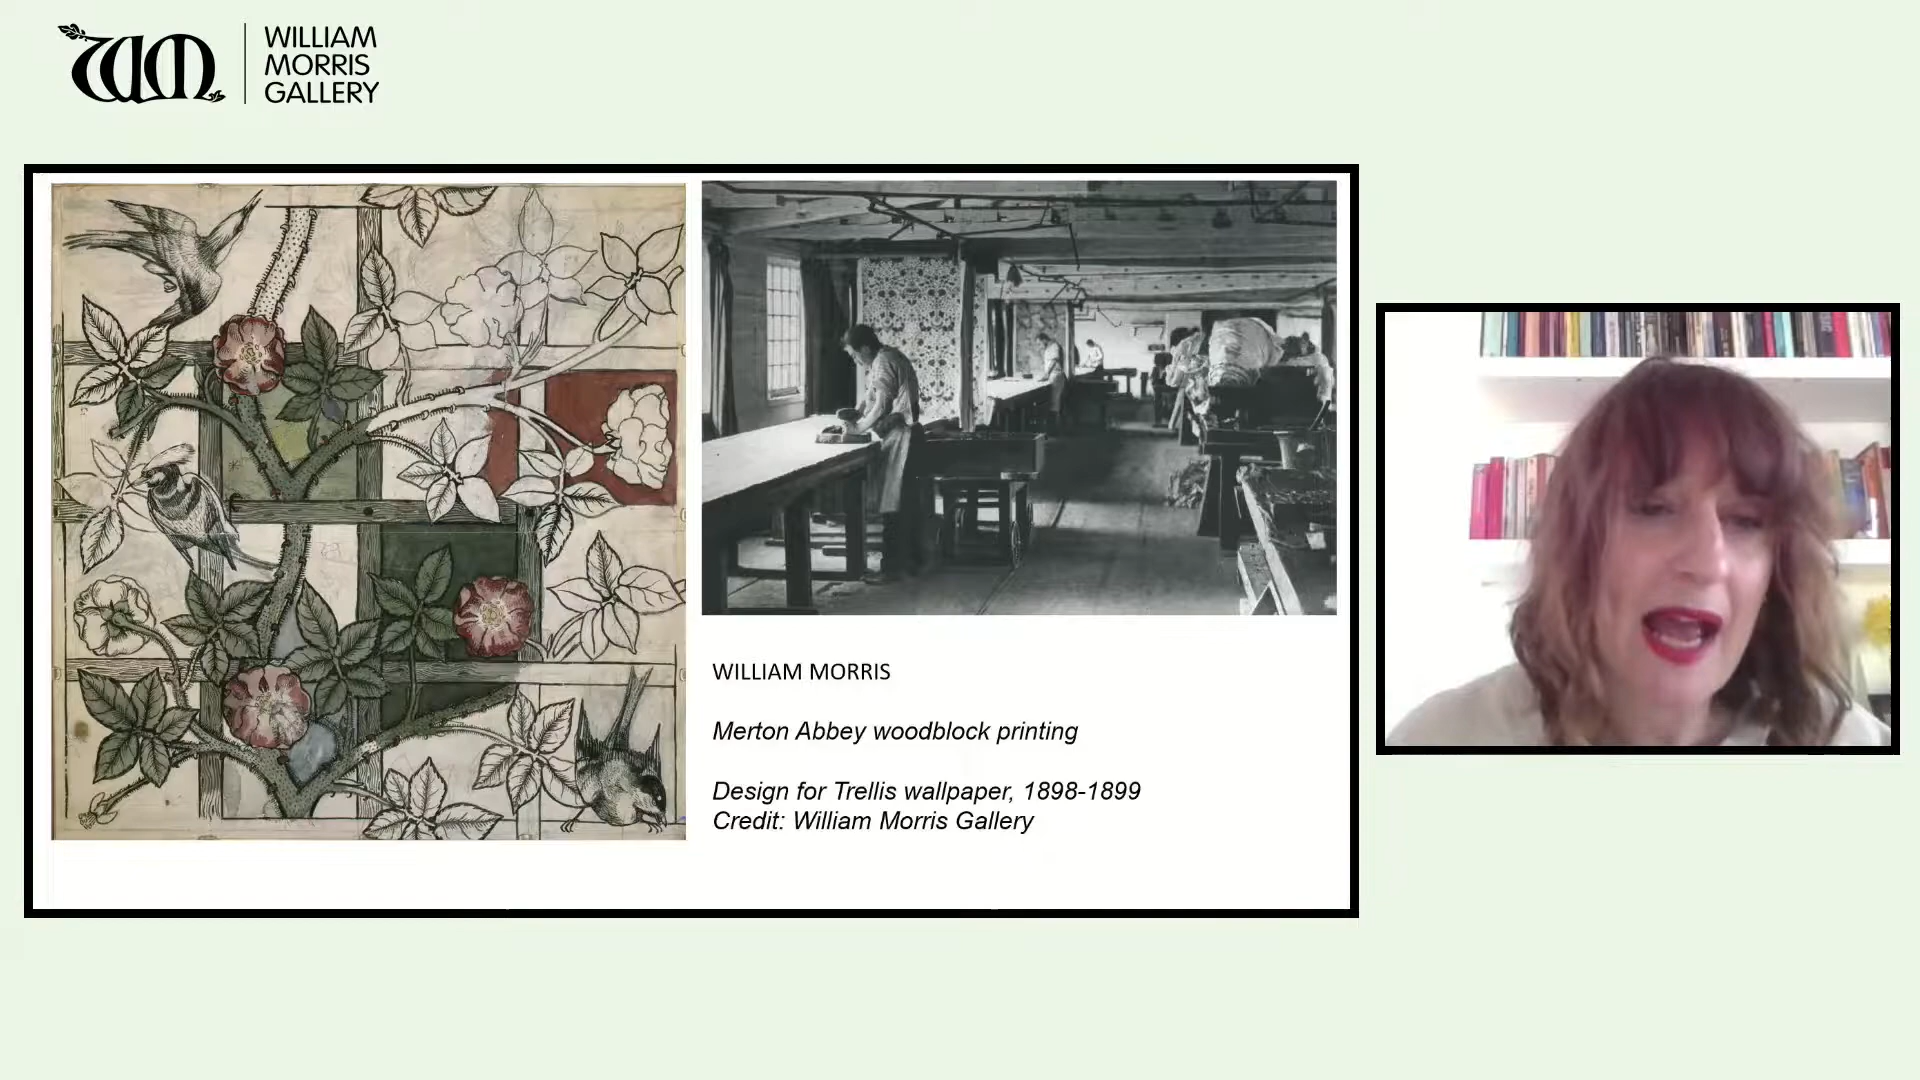 WILLIAM
MORRIS
GALLERY
WILLIAM MORRIS
Merton Abbey woodblock printing
Design for Trellis wallpaper, 1898-1899
Credit: William Morris Gallery